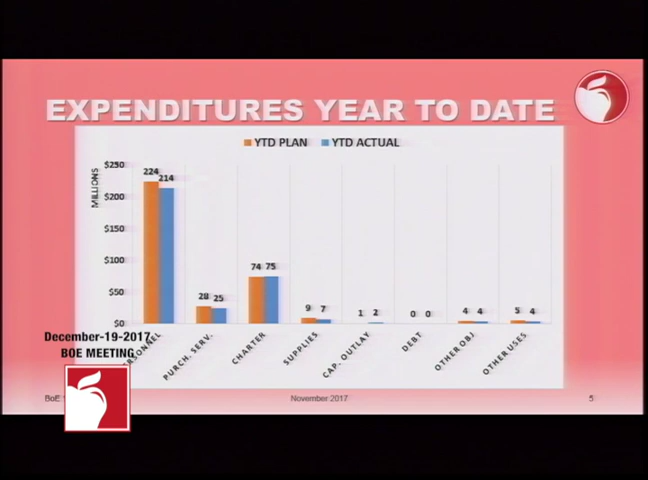 EXPENDITURES YEAR TO DATE
YTD PLAN YTD ACTUAL
MILLIONS
$250
$200
$150
$100
$50
$0
224 214
28 25
74 75
9 7
1 2
0 0
4 4
5 4
PURCH. SERV.
CHARTER
SUPPLIES
CAP. OUTLAY
DEBT
OTHER OBJ.
OTHER USES
December-19-2017
BOE MEETING
BoE
November 2017
5